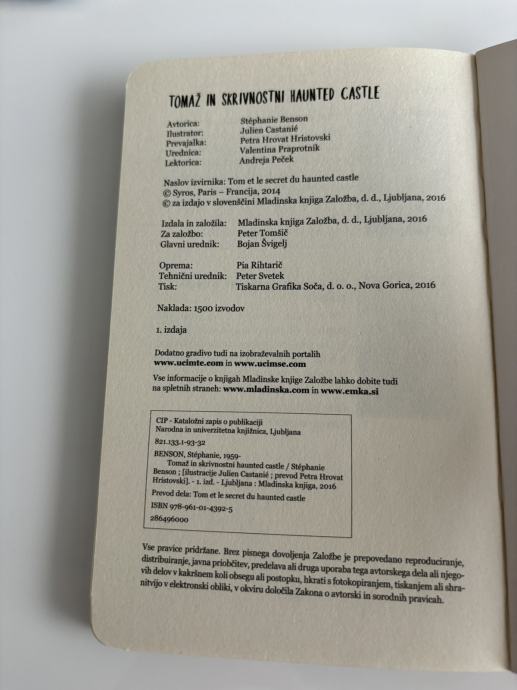 TOMAŽ IN SKRIVNOSTNI HAUNTED CASTLE
Avtorica: Stéphanie Benson
Ilustrator: Julien Castanié
Prevajalka: Petra Hrovat Hristovski
Urednica: Valentina Praprotnik
Lektorica: Andreja Peček
Naslov izvirnika: Tom et le secret du haunted castle
© Syros, Paris – Francija, 2014
© za izdajo v slovenščini Mladinska knjiga Založba, d. d., Ljubljana, 2016
Izdala in založila: Mladinska knjiga Založba, d. d., Ljubljana, 2016
Za založbo: Peter Tomšič
Glavni urednik: Bojan Švigelj
Oprema: Pia Rihtarič
Tehnični urednik: Peter Svetek
Tisk: Tiskarna Grafika Soča, d. o. o., Nova Gorica, 2016
Naklada: 1500 izvodov
1. izdaja
Dodatno gradivo tudi na izobraževalnih portalih
www.ucimte.com in www.ucimse.com
Vse informacije o knjigah Mladinske knjige Založbe lahko dobite tudi
na spletnih straneh: www.mladinska.com in www.emka.si
CIP - Kataložni zapis o publikaciji
Narodna in univerzitetna knjižnica, Ljubljana
821.133.1-93-32
BENSON, Stéphanie, 1959-
Tomaž in skrivnostni haunted castle / Stéphanie
Benson ; [ilustracije Julien Castanié ; prevod Petra Hrovat
Hristovski]. - 1. izd. - Ljubljana : Mladinska knjiga, 2016
Prevod dela: Tom et le secret du haunted castle
ISBN 978-961-01-4392-5
286496000
Vse pravice pridržane. Brez pisnega dovoljenja Založbe je prepovedano reproduciranje,
distribuiranje, javna priobčitev, predelava ali druga uporaba tega avtorskega dela ali njego-
vih delov v kakršnem koli obsegu ali postopku, hkrati s fotokopiranjem, tiskanjem ali shra-
nitvijo v elektronski obliki, v okviru določila Zakona o avtorski in sorodnih pravicah.